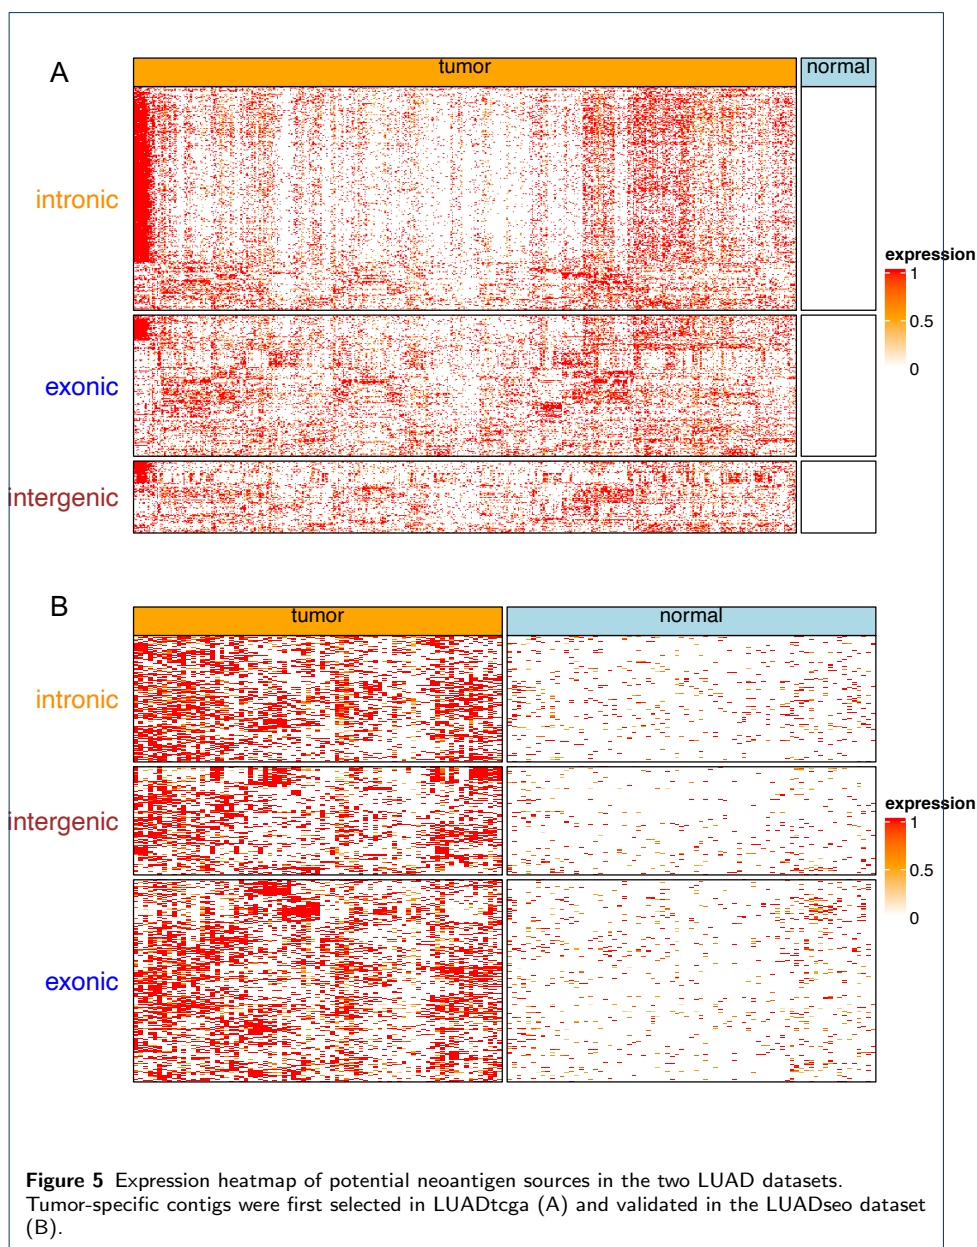 A
tumor
normal
intronic
exonic
intergenic
expression
1
0.5
0
B
tumor
normal
intronic
intergenic
exonic
expression
1
0.5
0
Figure 5 Expression heatmap of potential neoantigen sources in the two LUAD datasets.
Tumor-specific contigs were first selected in LUADtcga (A) and validated in the LUADseo dataset
(B).